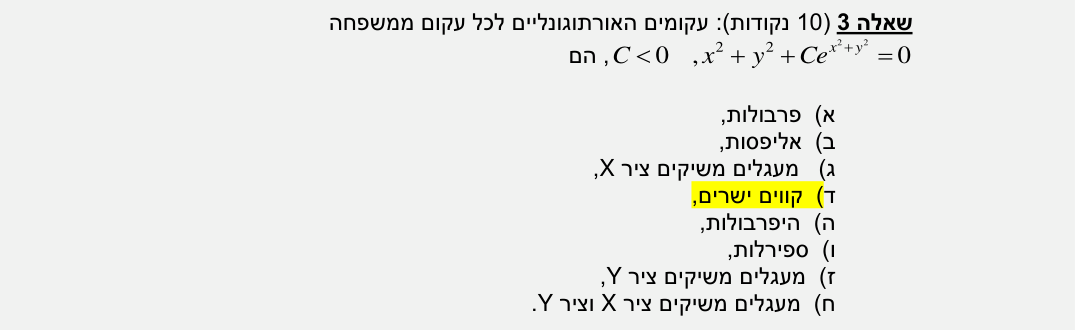 שאלה 3 (10 נקודות): עקומים האורתוגונליים לכל עקום ממשפחה
x² + y² + Ce^{x²+y²} = 0 , C < 0 , הם
א) פרבולות,
ב) אליפסות,
ג) מעגלים משיקים ציר X,
ד) קווים ישרים,
ה) היפרבולות,
ו) ספירלות,
ז) מעגלים משיקים ציר Y,
ח) מעגלים משיקים ציר X וציר Y.